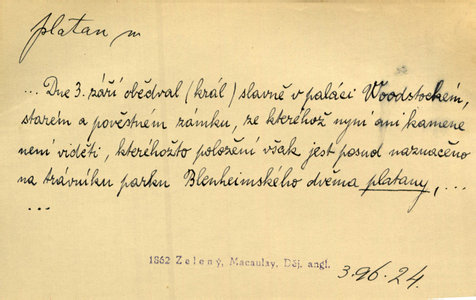 platan m
... Dne 3. září obědval (král) slavně v paláci Woodstockém,
starém a pověstném zámku, ze kteréhož nyní ani kamene
není viděti, kteréhožto položení však jest posud naznačeno
na trávníku parku Blenheimského dvěma platany, ...
...
1862 Zelený, Macaulay, Děj. angl.
3.96.24.